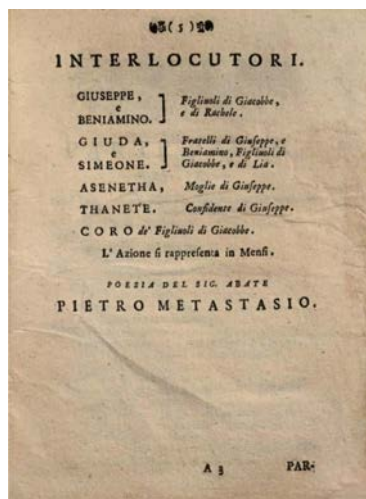 (5)
INTERLOCUTORI.
GIUSEPPE,
e
BENIAMINO.
Figliuoli di Giacobbe,
e di Rachele.
GIUDA,
e
SIMEONE.
Fratelli di Giuseppe, e
Beniamino, Figliuoli di
Giacobbe, e di Lia.
ASENETHA, Moglie di Giuseppe.
THANETE. Confidente di Giuseppe.
CORO de' Figliuoli di Giacobbe.
L' Azione si rappresenta in Menfi.
POESIA DEL SIG. ABATE
PIETRO METASTASIO.
A 3 PAR-